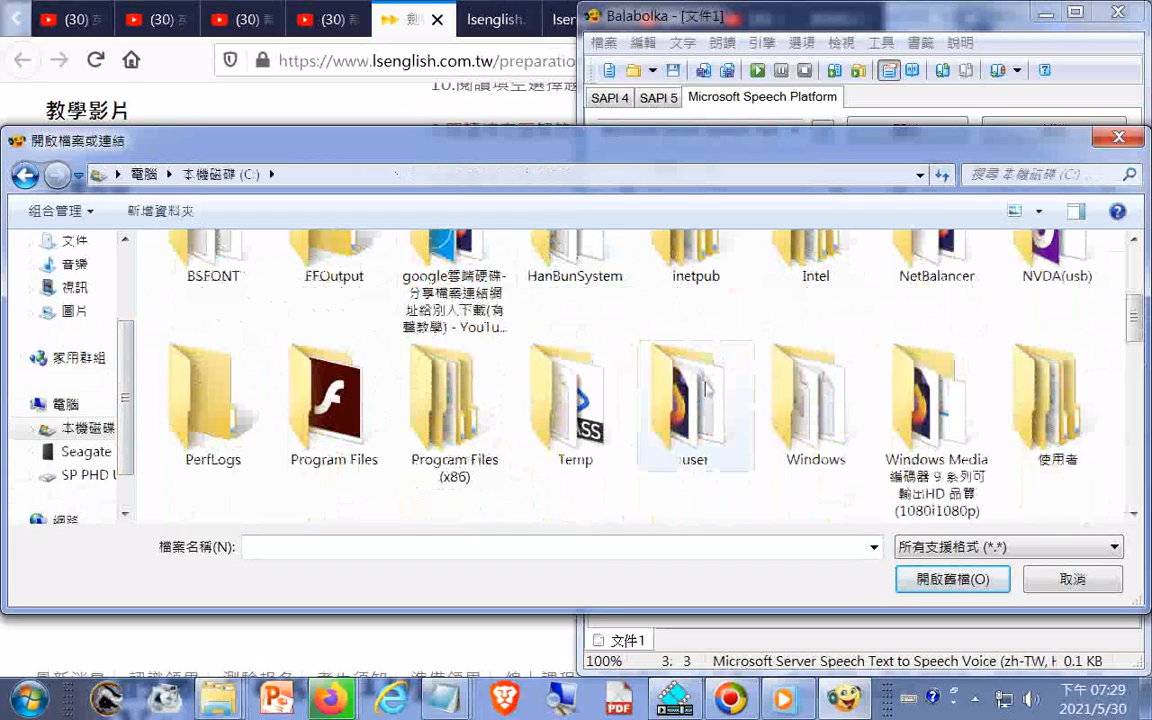 (30)
(30)
(30)
(30)
lsenglish.
lsen
Balabolka - [文件1]
https://www.lsenglish.com.tw/preparatio
檔案 編輯 文字 朗讀 引擎 選項 檢視 工具 書籤 說明
教學影片
SAPI 4 SAPI 5 Microsoft Speech Platform
開啟檔案或連結
電腦 本機磁碟 (C:)
搜尋 本機磁碟 (C:)
組合管理 新增資料夾
文件
音樂
視訊
圖片
家用群組
電腦
本機磁碟
Seagate
SP PHD U
網路
BSFONT
FFOutput
google雲端硬碟-
分享檔案連結網
址給別人下載(有
聲教學) - YouTu...
HanBunSystem
inetpub
Intel
NetBalancer
NVDA(usb)
PerfLogs
Program Files
Program Files
(x86)
Temp
user
Windows
Windows Media
編碼器 9 系列可
輸出HD 品質
(1080i1080p)
使用者
檔案名稱(N):
所有支援格式 (*.*)
開啟舊檔(O) 取消
文件1
100% 3: 3 Microsoft Server Speech Text to Speech Voice (zh-TW, H 0.1 KB
PDF
下午 07:29
2021/5/30